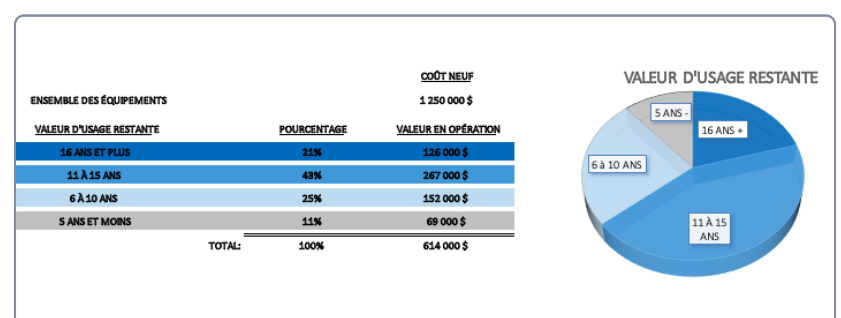 COÛT NEUF
ENSEMBLE DES ÉQUIPEMENTS 1 250 000 $
VALEUR D'USAGE RESTANTE POURCENTAGE VALEUR EN OPÉRATION
16 ANS ET PLUS 21% 126 000 $
11 À 15 ANS 43% 267 000 $
6 À 10 ANS 25% 152 000 $
5 ANS ET MOINS 11% 69 000 $
TOTAL: 100% 614 000 $
VALEUR D'USAGE RESTANTE
5 ANS -
16 ANS +
6 à 10 ANS
11 À 15
ANS